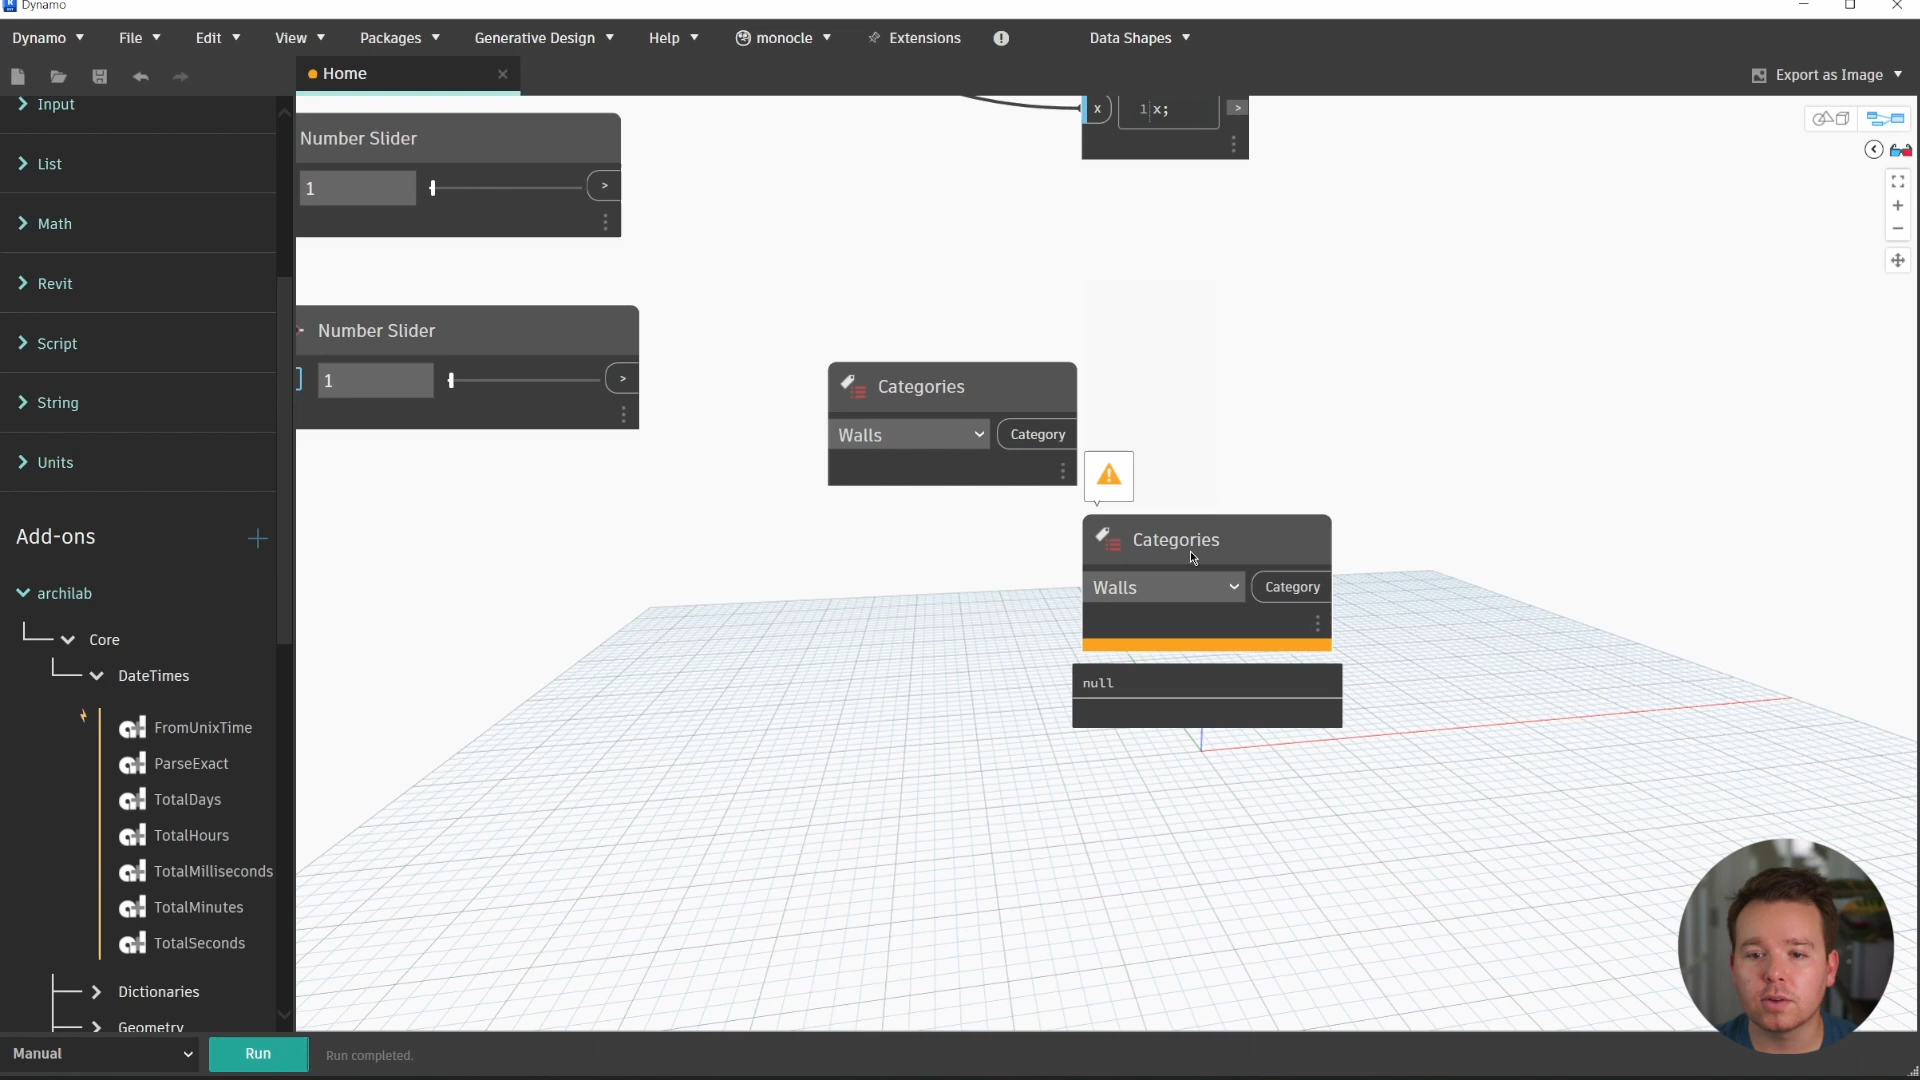 Dynamo
Dynamo File Edit View Packages Generative Design Help monocle Extensions Data Shapes
Home
Export as Image
Input
List
Math
Revit
Script
String
Units
Add-ons
archilab
Core
DateTimes
FromUnixTime
ParseExact
TotalDays
TotalHours
TotalMilliseconds
TotalMinutes
TotalSeconds
Dictionaries
Geometry
Number Slider
1 >
Number Slider
1 >
x 1 x; >
Categories
Walls Category
Categories
Walls Category
null
Manual Run Run completed.